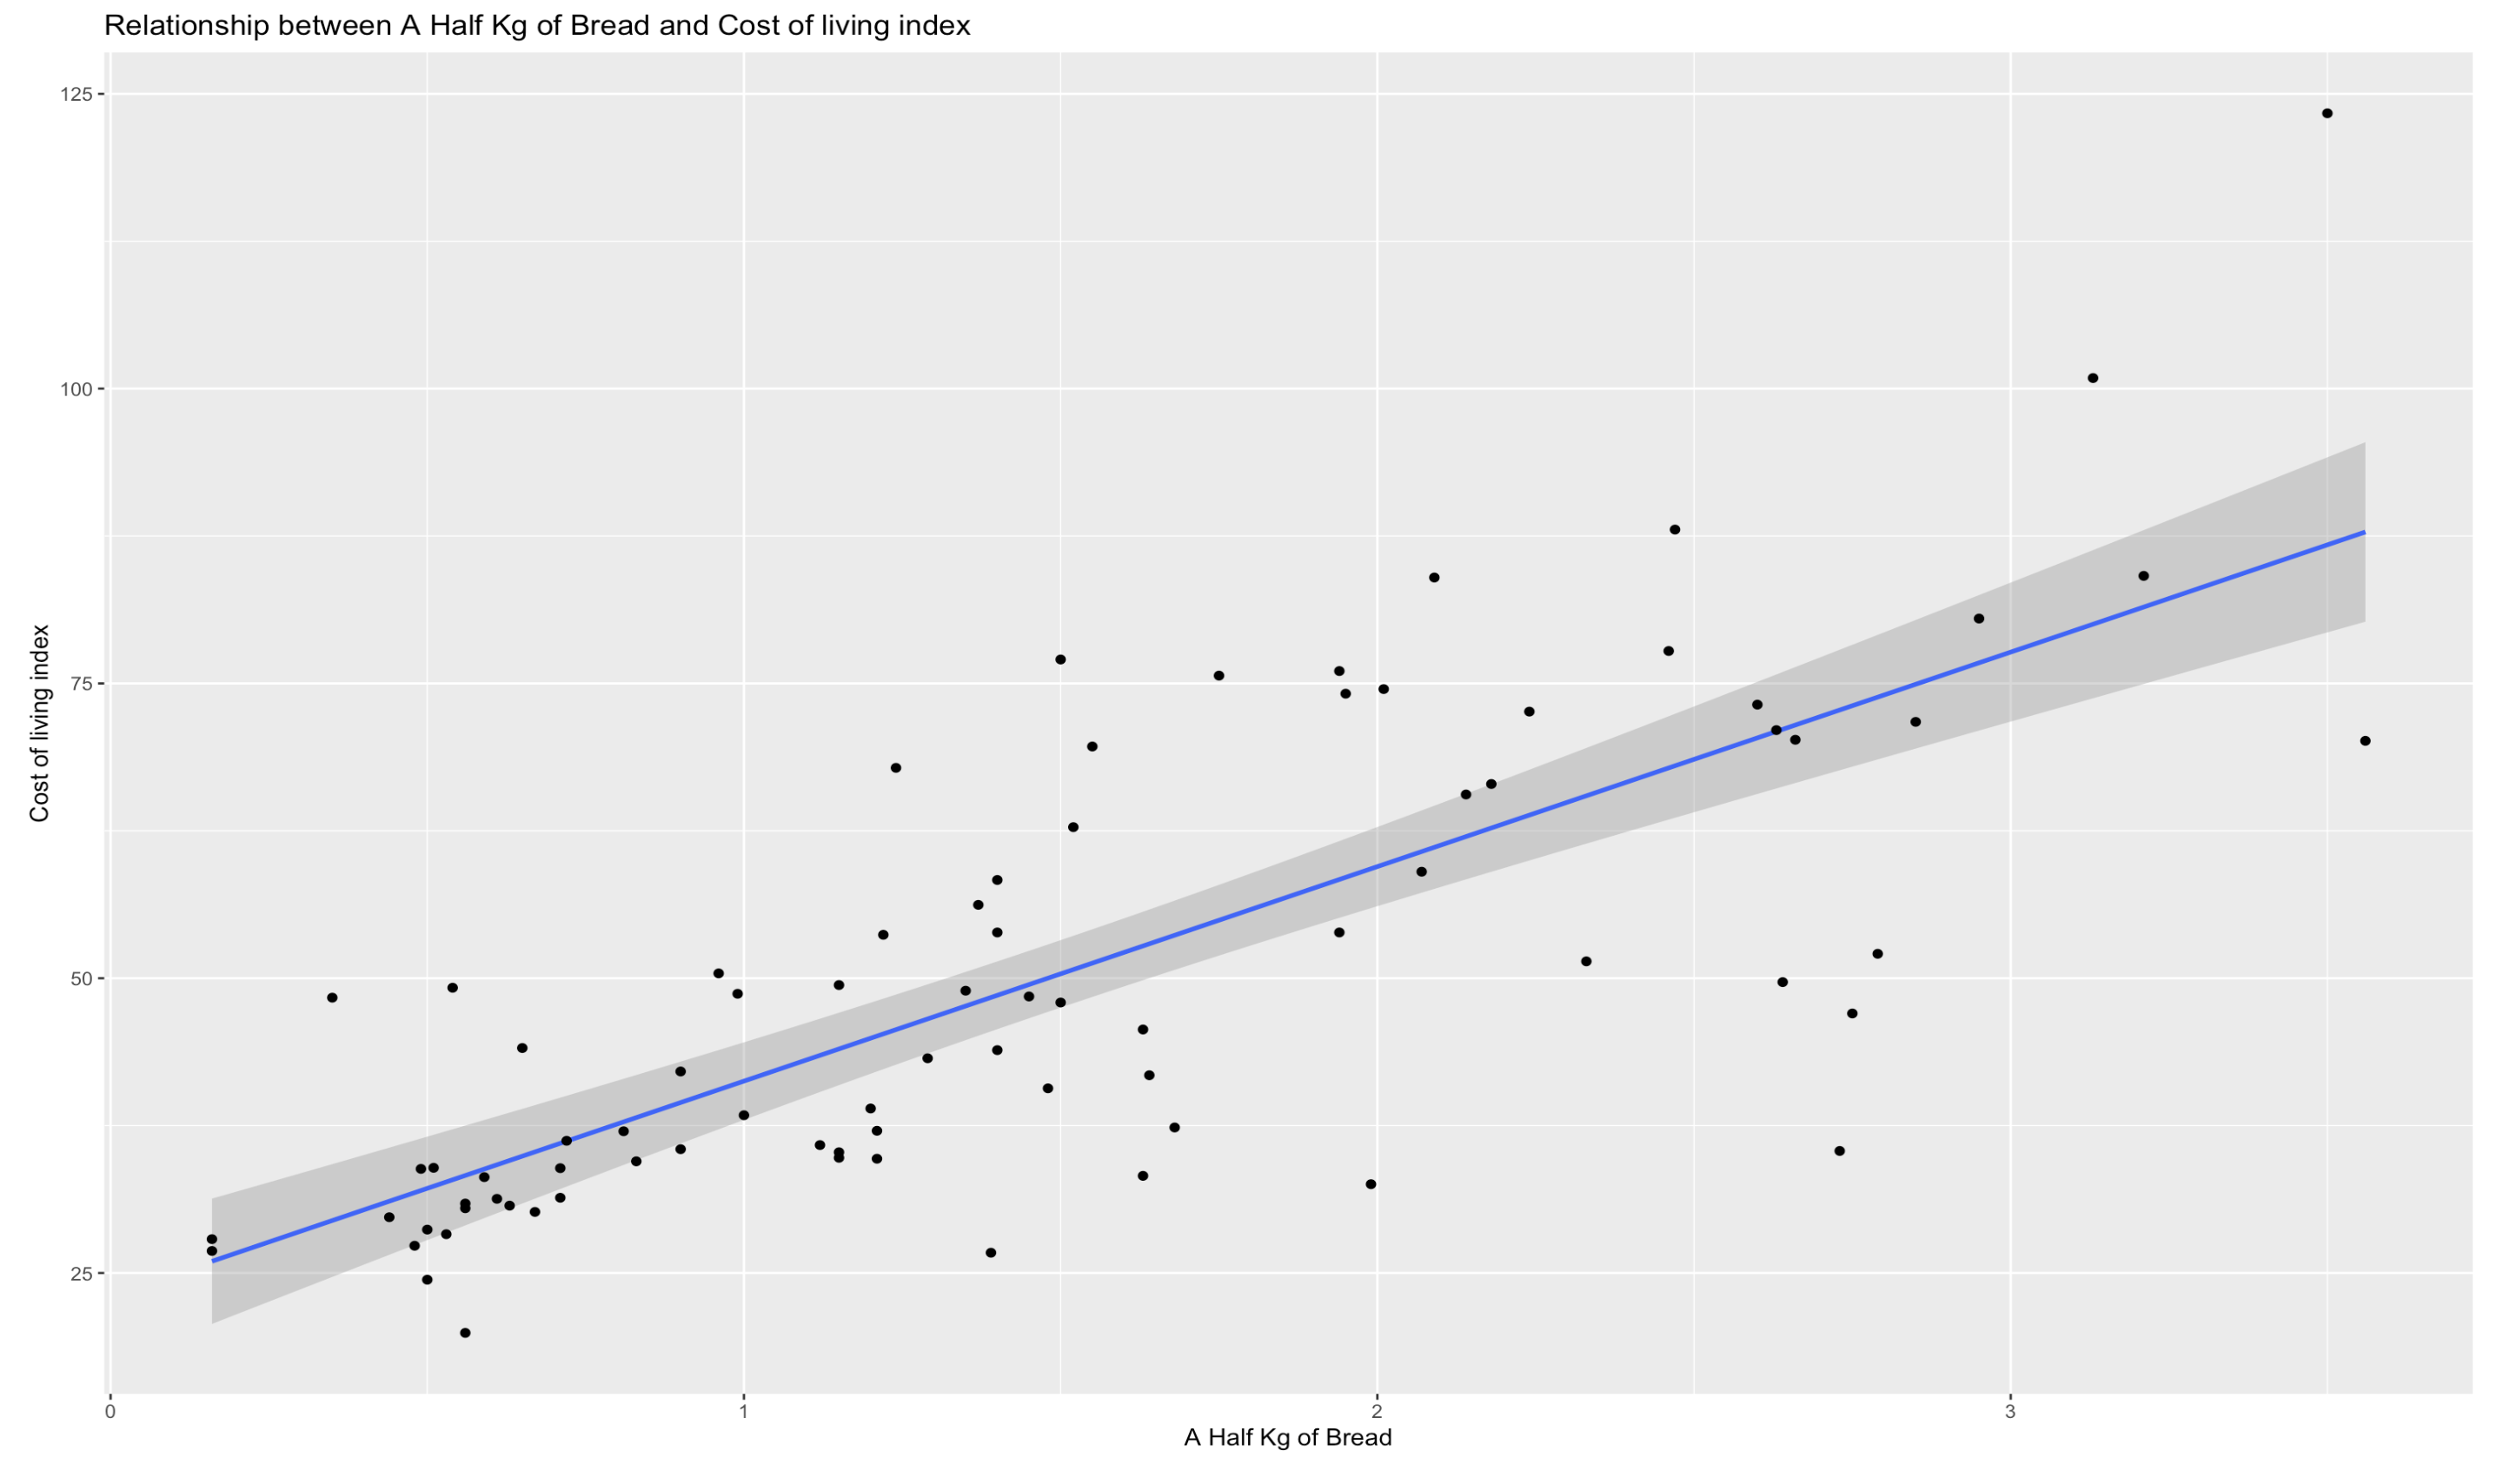 Relationship between A Half Kg of Bread and Cost of living index
125
100
75
50
25
Cost of living index
0 1 2 3
A Half Kg of Bread